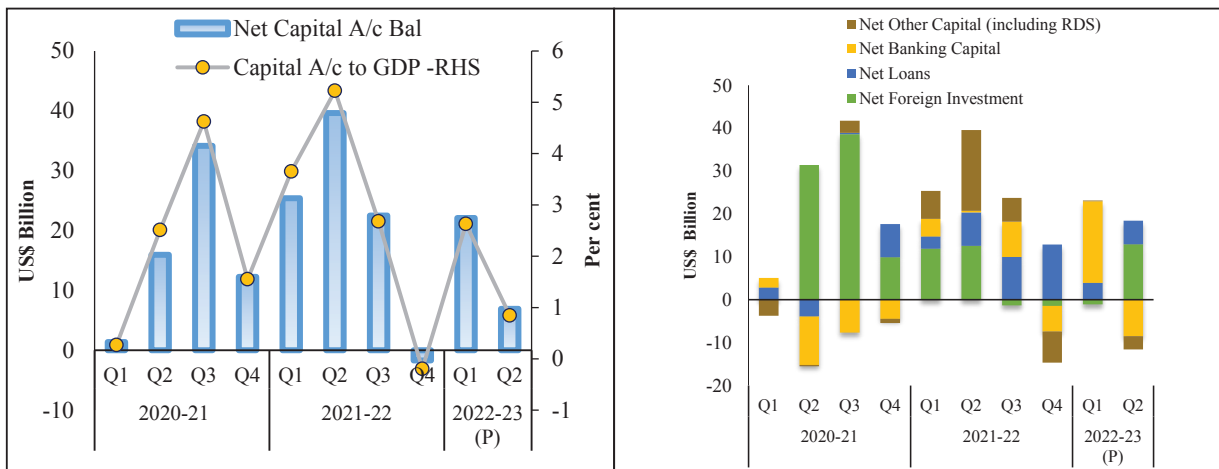 Net Capital A/c Bal
Capital A/c to GDP -RHS
US$ Billion
50
40
30
20
10
0
-10
Per cent
6
5
4
3
2
1
0
-1
Q1 Q2 Q3 Q4 Q1 Q2 Q3 Q4 Q1 Q2
2020-21 2021-22 2022-23
(P)
Net Other Capital (including RDS)
Net Banking Capital
Net Loans
Net Foreign Investment
US$ Billion
50
40
30
20
10
0
-10
-20
Q1 Q2 Q3 Q4 Q1 Q2 Q3 Q4 Q1 Q2
2020-21 2021-22 2022-23
(P)